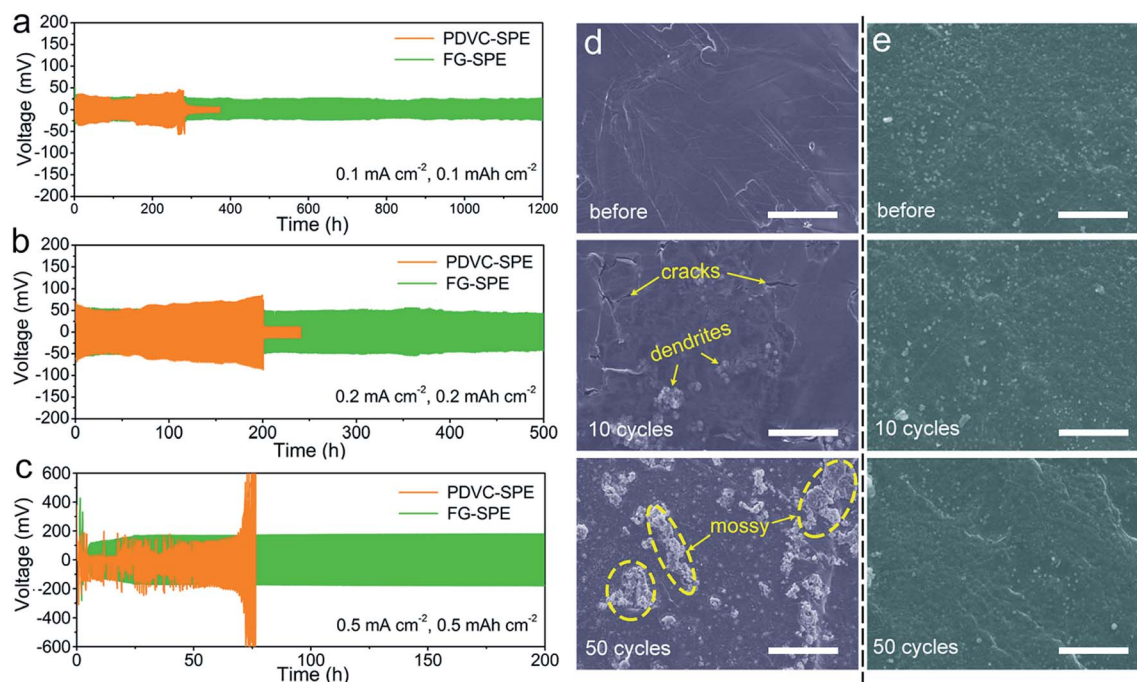 a
200
150
100
50
0
-50
-100
-150
-200
Voltage (mV)
PDVC-SPE
FG-SPE
0.1 mA cm⁻², 0.1 mAh cm⁻²
0 200 400 600 800 1000 1200
Time (h)
b
200
150
100
50
0
-50
-100
-150
-200
Voltage (mV)
PDVC-SPE
FG-SPE
0.2 mA cm⁻², 0.2 mAh cm⁻²
0 100 200 300 400 500
Time (h)
c
600
400
200
0
-200
-400
-600
Voltage (mV)
PDVC-SPE
FG-SPE
0.5 mA cm⁻², 0.5 mAh cm⁻²
0 50 100 150 200
Time (h)
d
before
cracks
dendrites
10 cycles
mossy
50 cycles
e
before
10 cycles
50 cycles